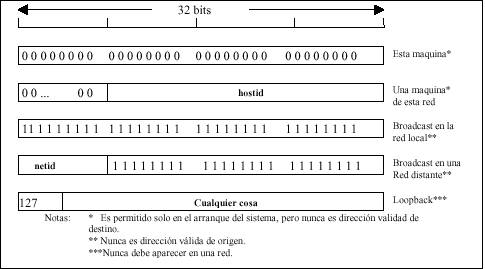 32 bits
0 0 0 0 0 0 0 0 0 0 0 0 0 0 0 0 0 0 0 0 0 0 0 0 0 0 0 0 0 0 0 0 Esta maquina*
0 0 ... 0 0 hostid Una maquina*
de esta red
1 1 1 1 1 1 1 1 1 1 1 1 1 1 1 1 1 1 1 1 1 1 1 1 1 1 1 1 1 1 1 1 Broadcast en la
red local**
netid 1 1 1 1 1 1 1 1 1 1 1 1 1 1 1 1 1 1 1 1 1 1 1 1 Broadcast en una
Red distante**
127 Cualquier cosa Loopback***
Notas: * Es permitido solo en el arranque del sistema, pero nunca es dirección validad de
destino.
** Nunca es dirección válida de origen.
***Nunca debe aparecer en una red.